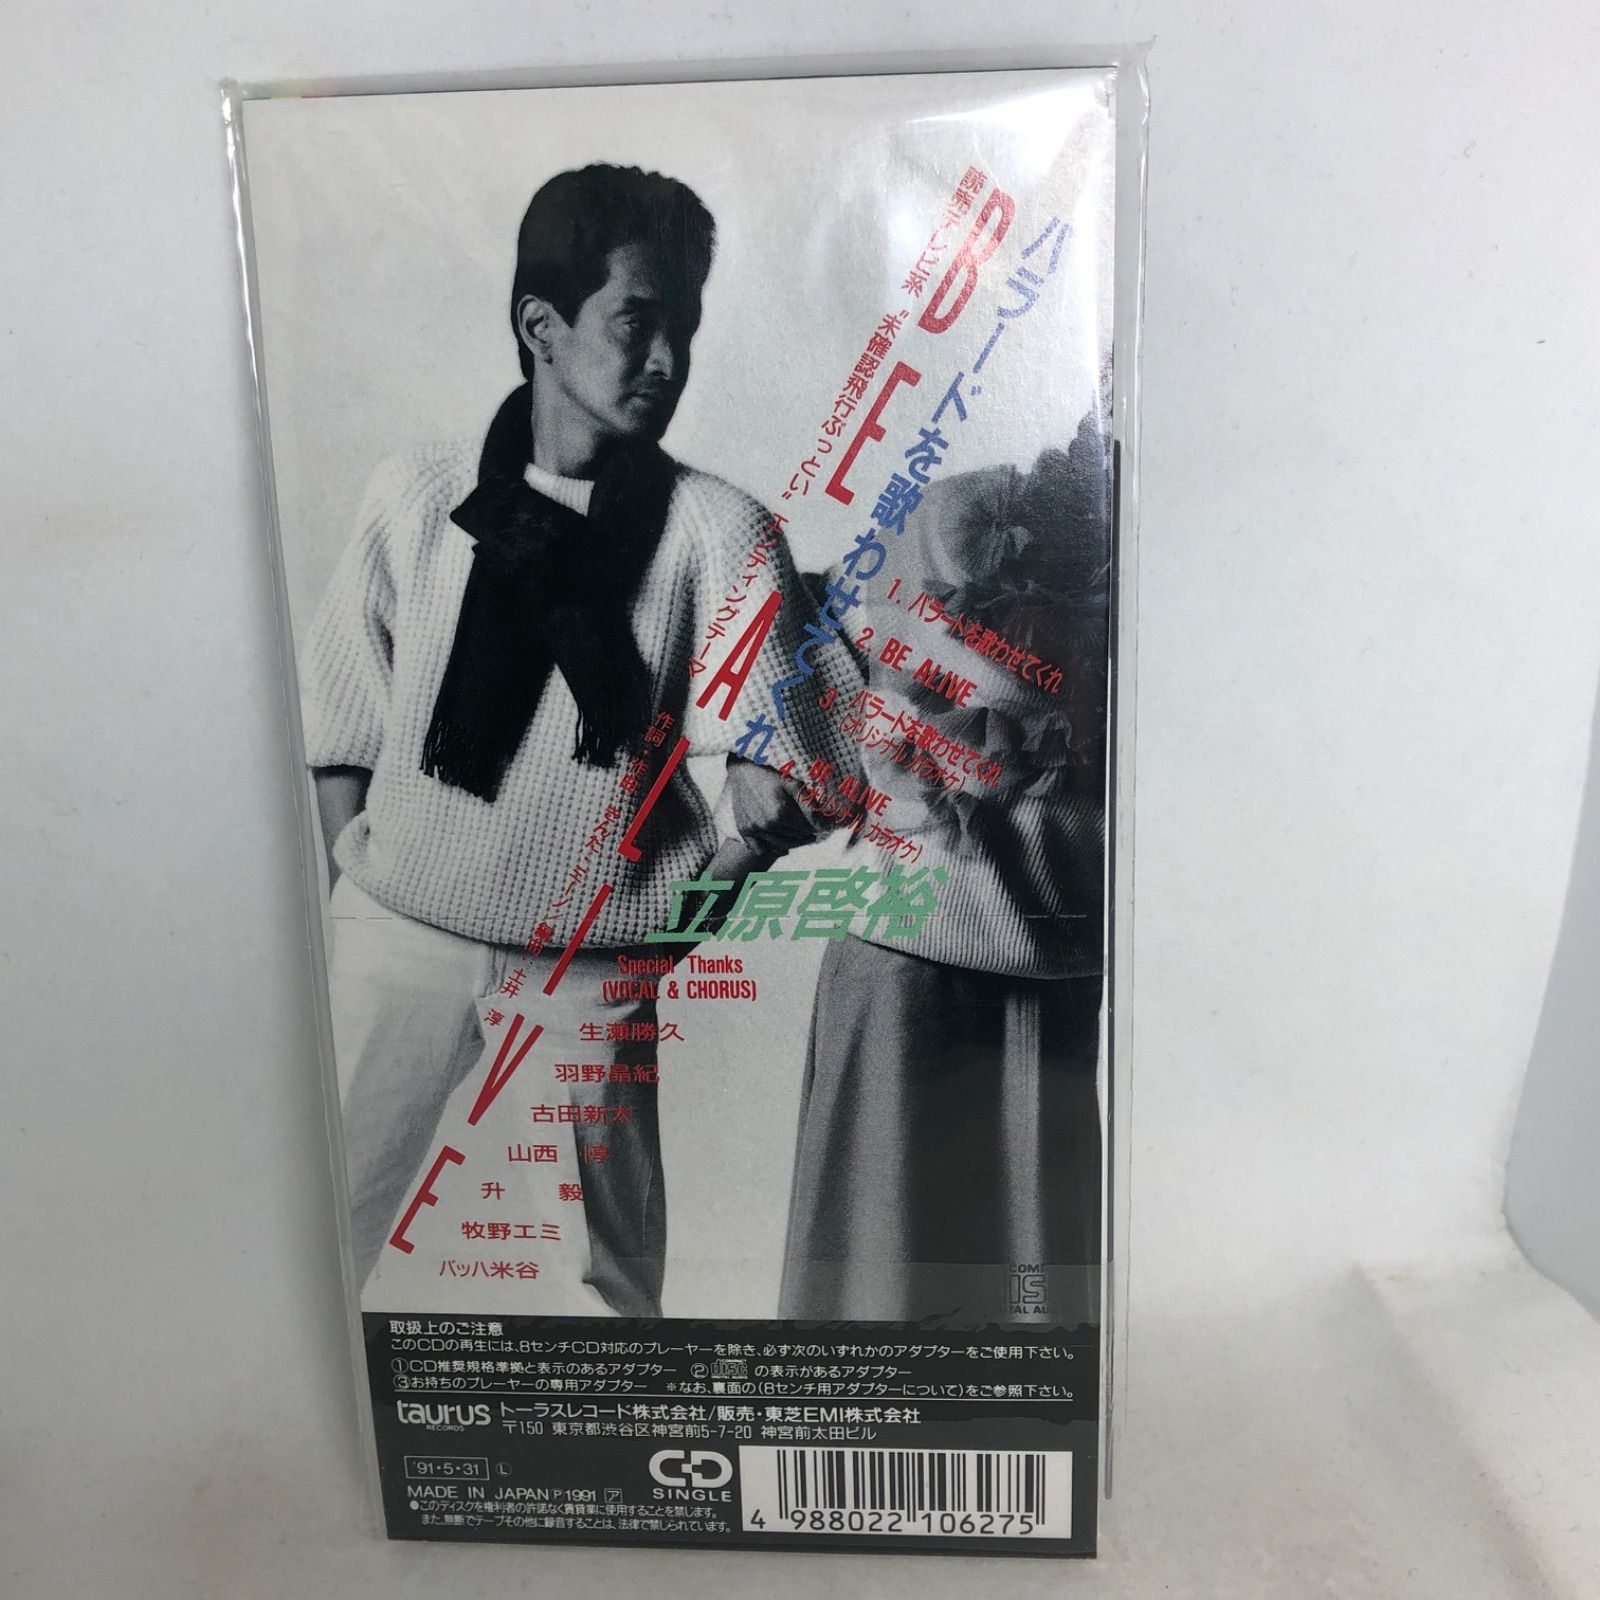 バラードを歌わせてくれ
BE ALIVE
読売テレビ系 "未確認飛行ぶっとい" エンディングテーマ
作詞・作曲:きんた・ミーノ/編曲:土井 淳
1. バラードを歌わせてくれ
2. BE ALIVE
3. バラードを歌わせてくれ
(オリジナルカラオケ)
4. BE ALIVE
(オリジナルカラオケ)
立原啓裕
Special Thanks
(VOCAL & CHORUS)
生瀬勝久
羽野晶紀
古田新太
山西 惇
升 毅
牧野エミ
バッハ米谷
取扱上のご注意
このCDの再生には、8センチCD対応のプレーヤーを除き、必ず次のいずれかのアダプターをご使用下さい。
①CD推奨規格準拠と表示のあるアダプター ② disc DIGITAL AUDIO の表示があるアダプター
③お持ちのプレーヤーの専用アダプター ※なお、裏面の(8センチ用アダプターについて)をご参照下さい。
taurus RECORDS トーラスレコード株式会社/販売・東芝EMI株式会社
〒150 東京都渋谷区神宮前5-7-20 神宮前太田ビル
'91・5・31 Ⓛ
CD SINGLE
MADE IN JAPAN Ⓟ1991 ア
●このディスクを権利者の許諾なく賃貸業に使用することを禁じます。
また、無断でテープその他に録音することは、法律で禁じられています。
4 988022 106275